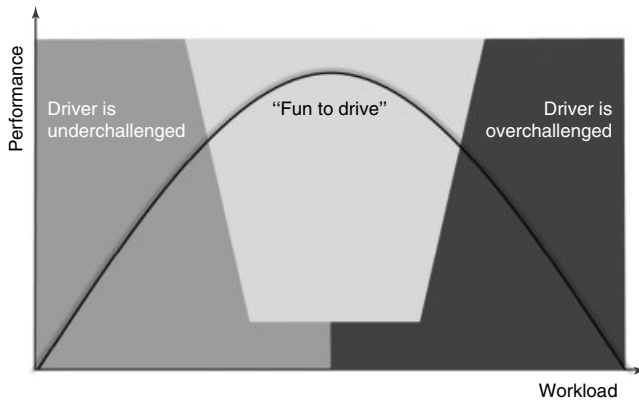 Performance
Driver is
underchallenged
“Fun to drive”
Driver is
overchallenged
Workload